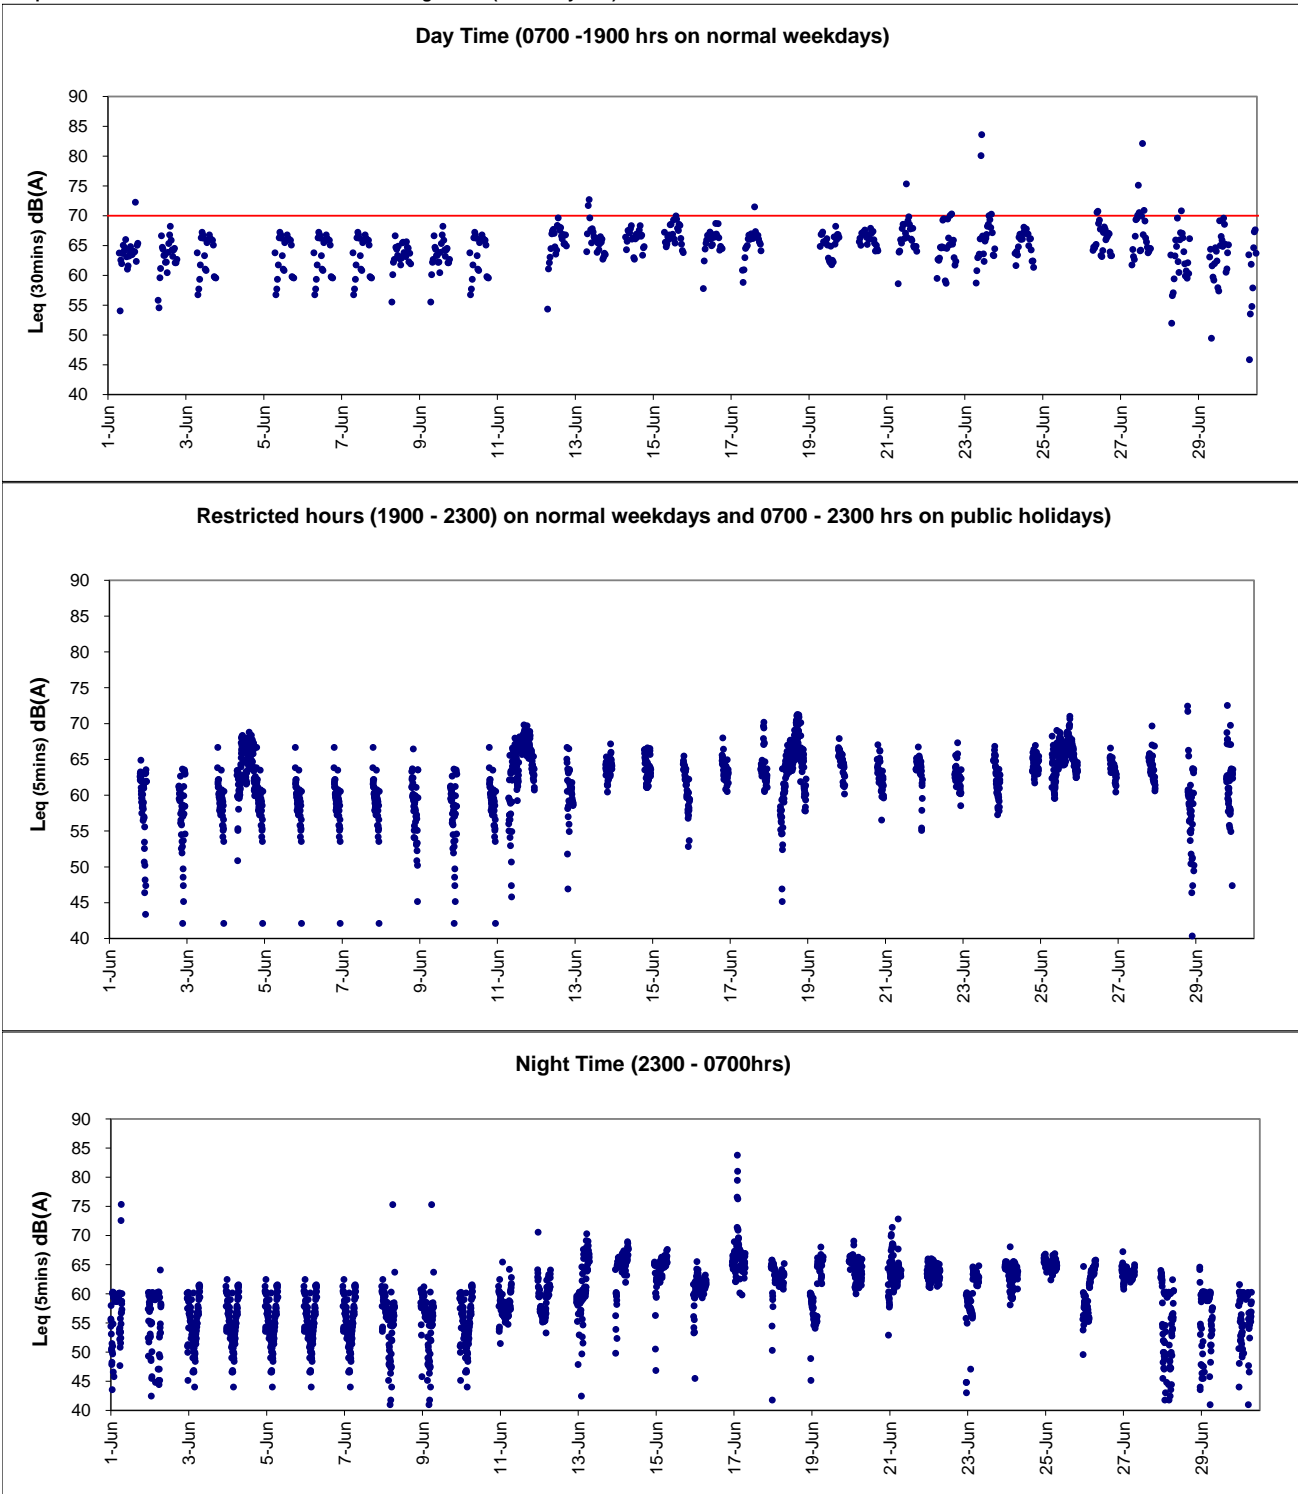 Day Time (0700 -1900 hrs on normal weekdays)
Leq (30mins) dB(A)
90
85
80
75
70
65
60
55
50
45
40
1-Jun
3-Jun
5-Jun
7-Jun
9-Jun
11-Jun
13-Jun
15-Jun
17-Jun
19-Jun
21-Jun
23-Jun
25-Jun
27-Jun
29-Jun
Restricted hours (1900 - 2300) on normal weekdays and 0700 - 2300 hrs on public holidays)
Leq (5mins) dB(A)
90
85
80
75
70
65
60
55
50
45
40
1-Jun
3-Jun
5-Jun
7-Jun
9-Jun
11-Jun
13-Jun
15-Jun
17-Jun
19-Jun
21-Jun
23-Jun
25-Jun
27-Jun
29-Jun
Night Time (2300 - 0700hrs)
Leq (5mins) dB(A)
90
85
80
75
70
65
60
55
50
45
40
1-Jun
3-Jun
5-Jun
7-Jun
9-Jun
11-Jun
13-Jun
15-Jun
17-Jun
19-Jun
21-Jun
23-Jun
25-Jun
27-Jun
29-Jun